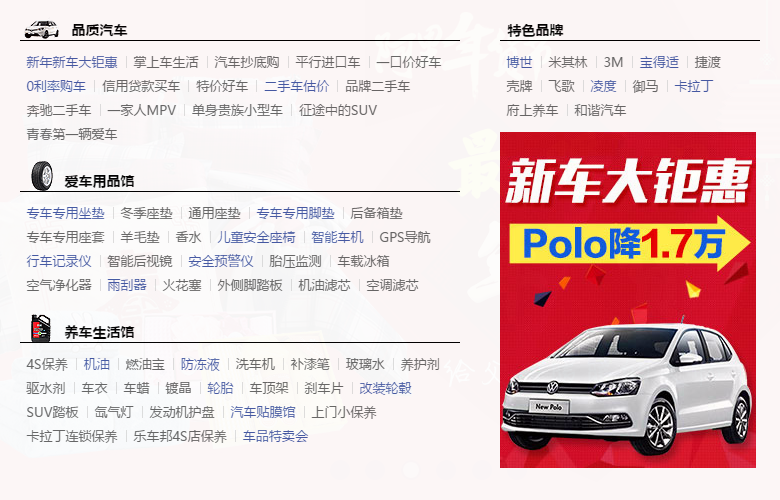 品质汽车
新年新车大钜惠 掌上车生活 汽车抄底购 平行进口车 一口价好车
0利率购车 信用贷款买车 特价好车 二手车估价 品牌二手车
奔驰二手车 一家人MPV 单身贵族小型车 征途中的SUV
青春第一辆爱车
爱车用品馆
专车专用坐垫 冬季座垫 通用座垫 专车专用脚垫 后备箱垫
专车专用座套 羊毛垫 香水 儿童安全座椅 智能车机 GPS导航
行车记录仪 智能后视镜 安全预警仪 胎压监测 车载冰箱
空气净化器 雨刮器 火花塞 外侧脚踏板 机油滤芯 空调滤芯
养车生活馆
4S保养 机油 燃油宝 防冻液 洗车机 补漆笔 玻璃水 养护剂
驱水剂 车衣 车蜡 镀晶 轮胎 车顶架 刹车片 改装轮毂
SUV踏板 氙气灯 发动机护盘 汽车贴膜馆 上门小保养
卡拉丁连锁保养 乐车邦4S店保养 车品特卖会
特色品牌
博世 米其林 3M 宝得适 捷渡
壳牌 飞歌 凌度 御马 卡拉丁
府上养车 和谐汽车
新车大钜惠
Polo降1.7万
New Polo